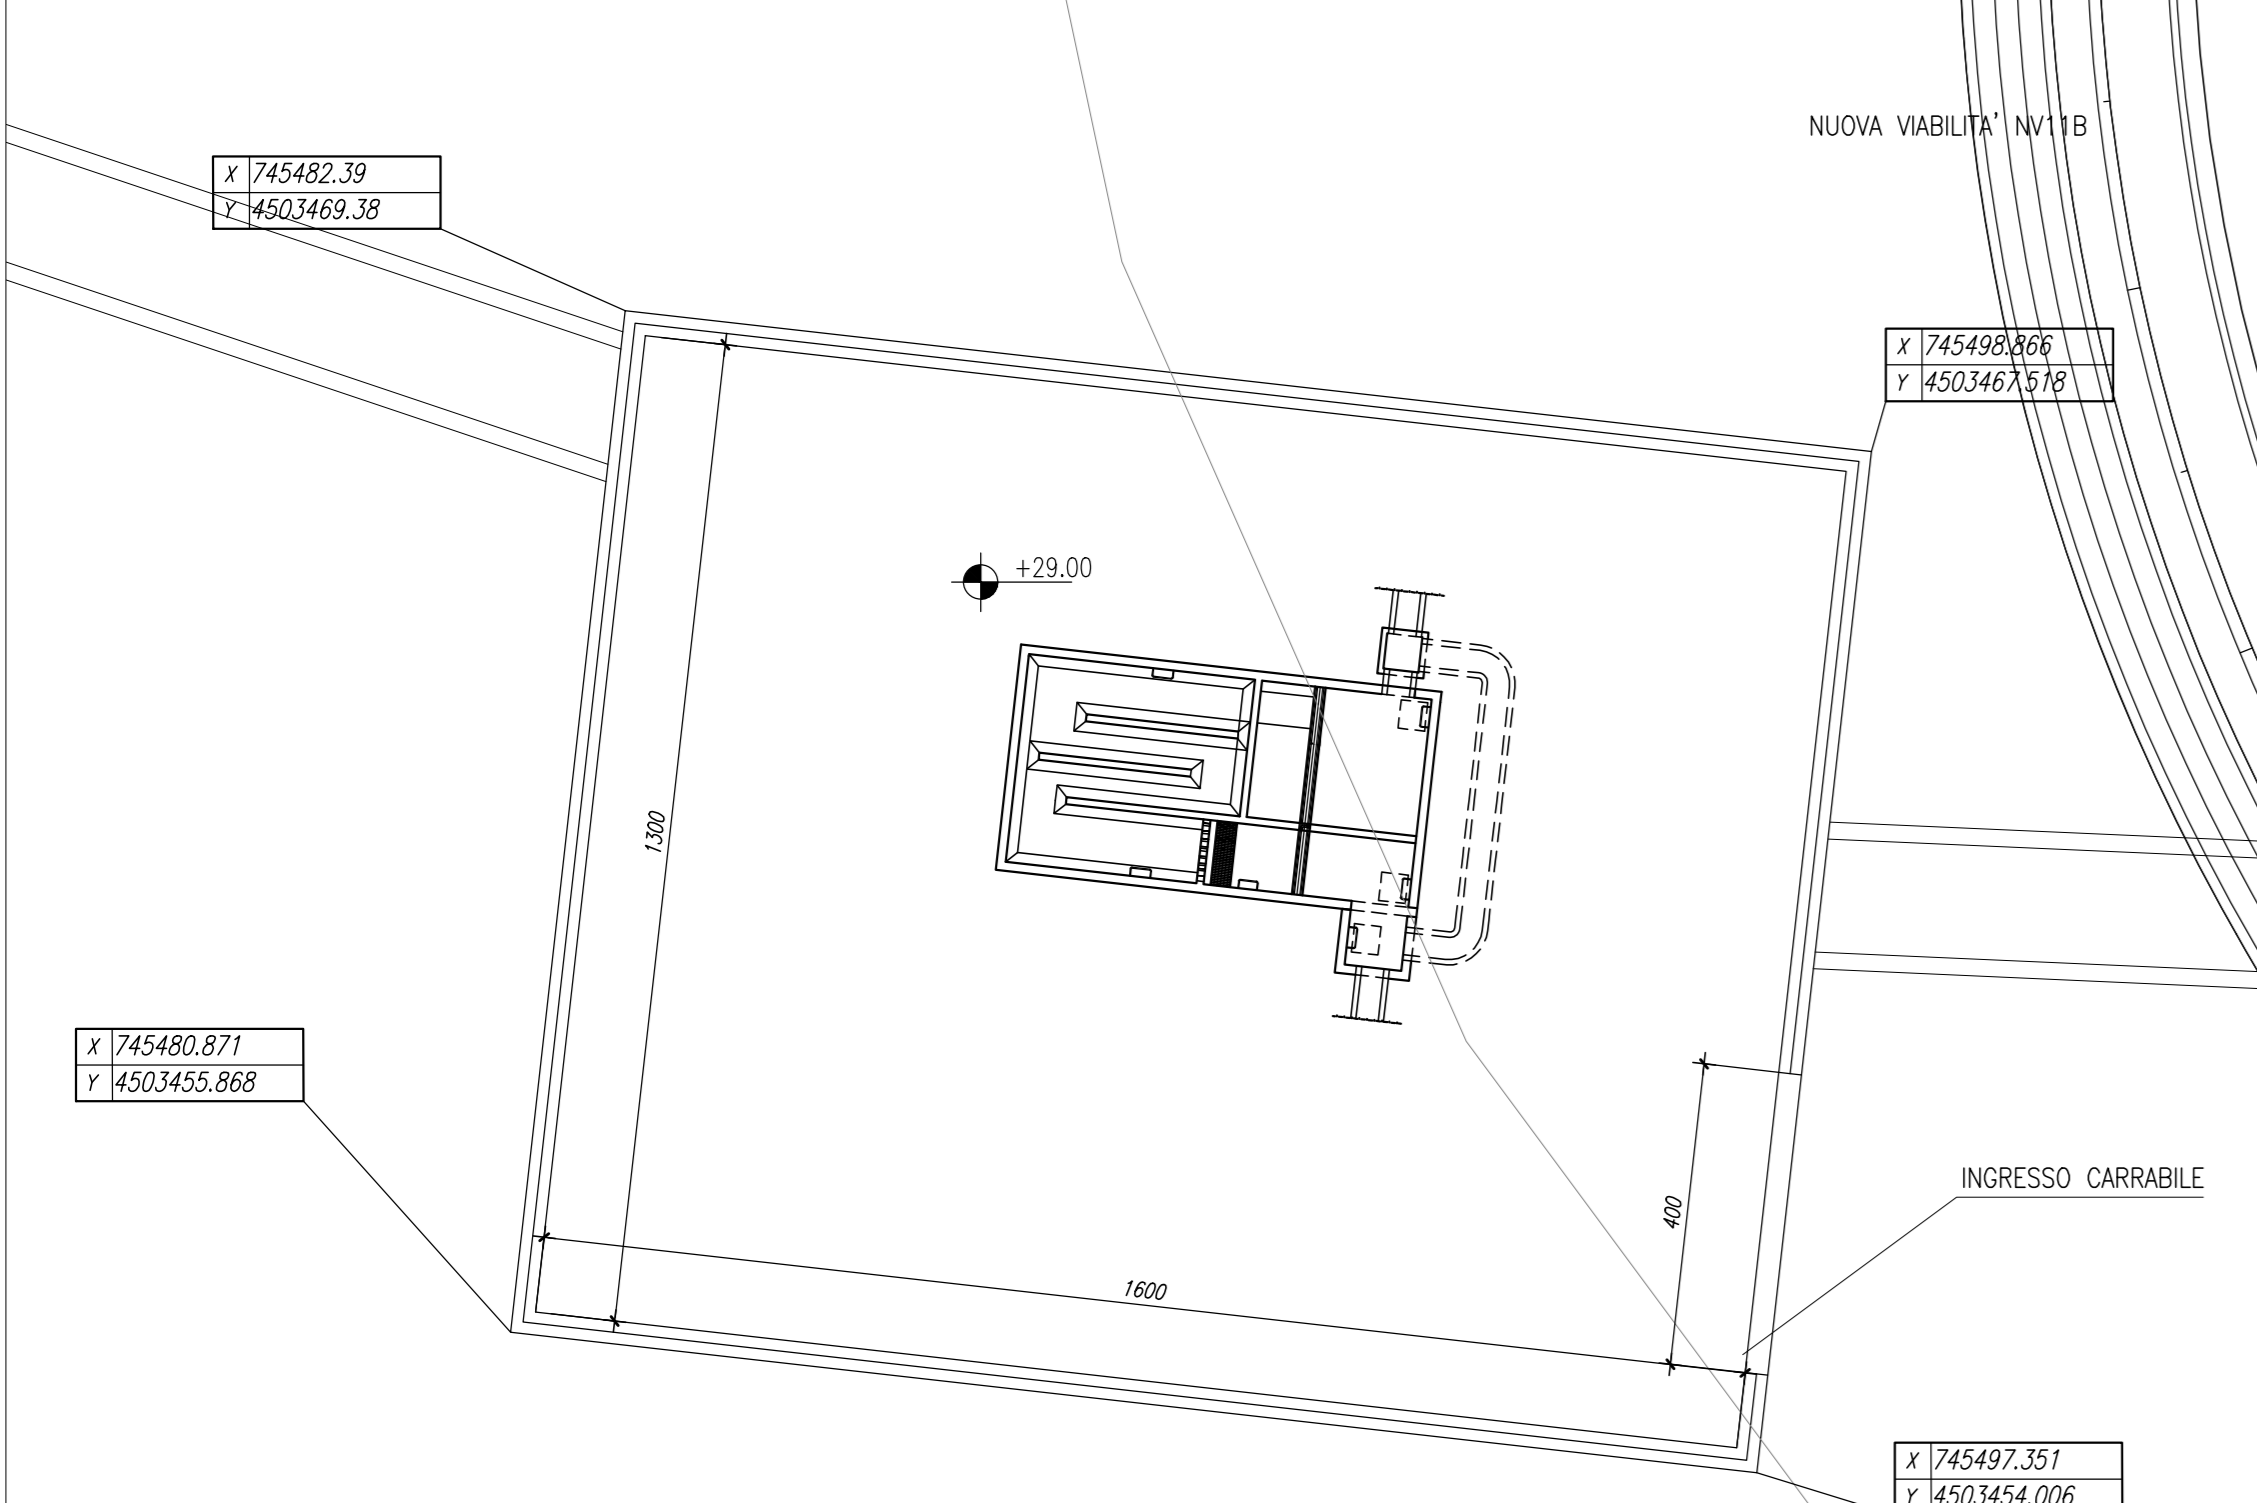 NUOVA VIABILITA' NV11B
X 745482.39
Y 4503469.38
X 745498.866
Y 4503467.518
+29.00
1300
X 745480.871
Y 4503455.868
INGRESSO CARRABILE
400
1600
X 745497.351
Y 4503454.006